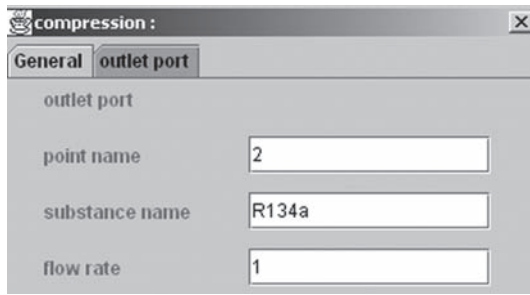 compression :
General outlet port
outlet port
point name 2
substance name R134a
flow rate 1